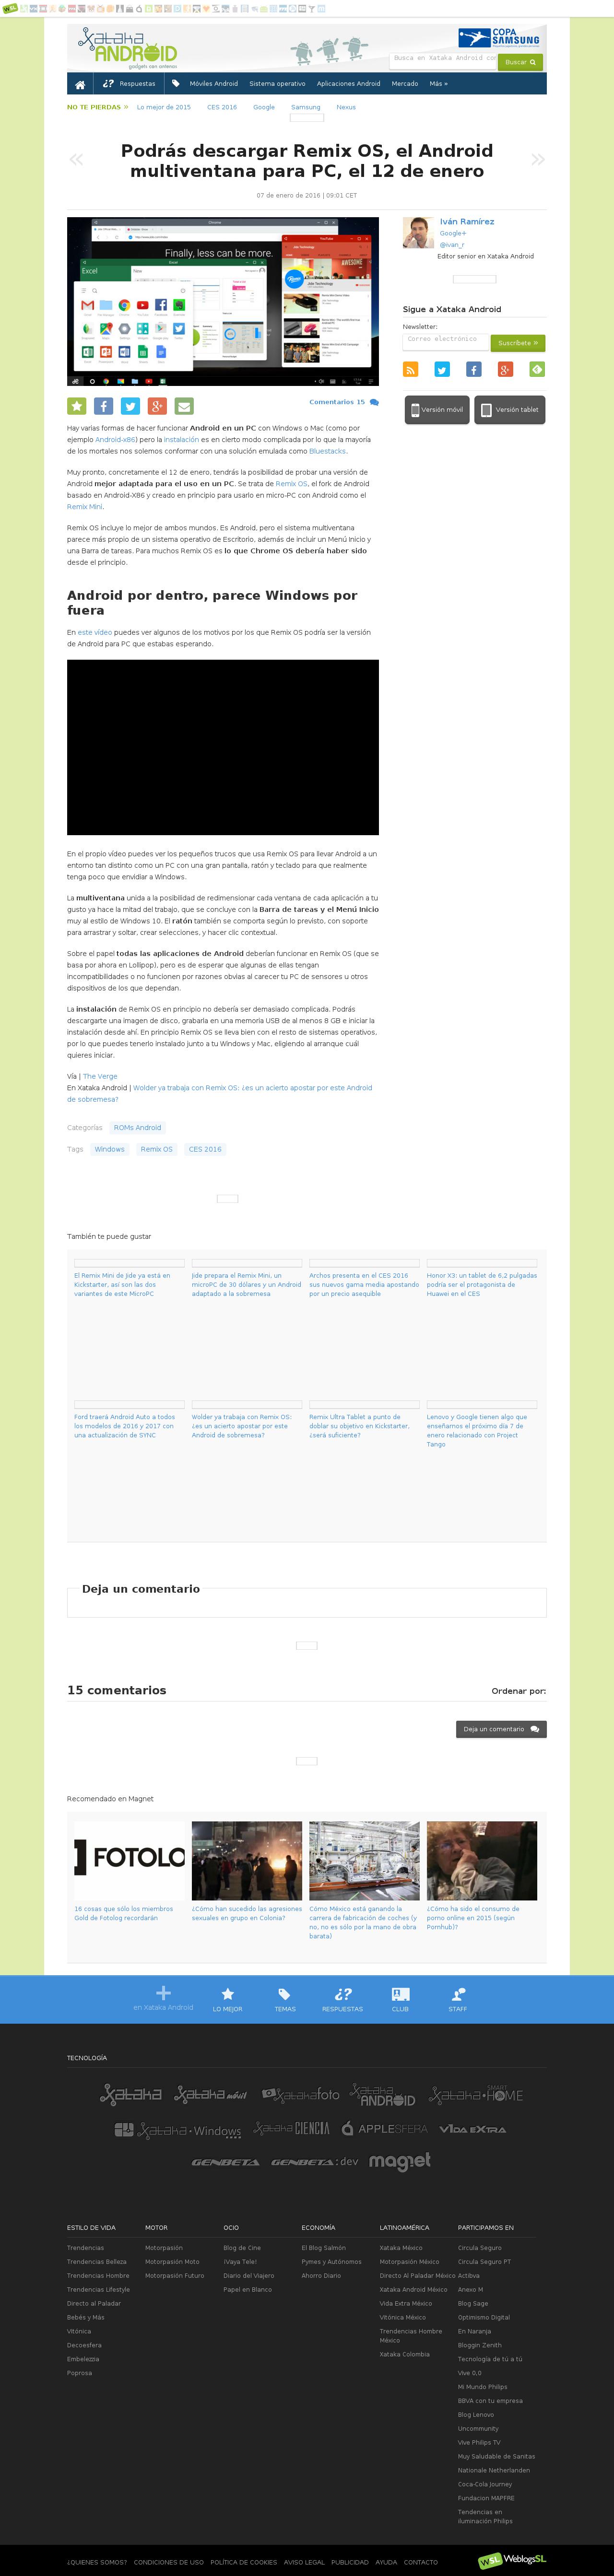 Xataka ANDROID
gadgets con antenas
COPA SAMSUNG
Busca en Xataka Android con
Buscar
Respuestas
Móviles Android
Sistema operativo
Aplicaciones Android
Mercado
Más »
NO TE PIERDAS »
Lo mejor de 2015
CES 2016
Google
Samsung
Nexus
Podrás descargar Remix OS, el Android
multiventana para PC, el 12 de enero
07 de enero de 2016 | 09:01 CET
Iván Ramírez
Google+
@ivan_r
Editor senior en Xataka Android
Excel
Sigue a Xataka Android
Newsletter:
Correo electrónico
Suscríbete »
Versión móvil
Versión tablet
Comentarios 15
Hay varias formas de hacer funcionar Android en un PC con Windows o Mac (como por
ejemplo Android-x86) pero la instalación es en cierto modo complicada por lo que la mayoría
de los mortales nos solemos conformar con una solución emulada como Bluestacks.
Muy pronto, concretamente el 12 de enero, tendrás la posibilidad de probar una versión de
Android mejor adaptada para el uso en un PC. Se trata de Remix OS, el fork de Android
basado en Android-X86 y creado en principio para usarlo en micro-PC con Android como el
Remix Mini.
Remix OS incluye lo mejor de ambos mundos. Es Android, pero el sistema multiventana
parece más propio de un sistema operativo de Escritorio, además de incluir un Menú Inicio y
una Barra de tareas. Para muchos Remix OS es lo que Chrome OS debería haber sido
desde el principio.
Android por dentro, parece Windows por
fuera
En este vídeo puedes ver algunos de los motivos por los que Remix OS podría ser la versión
de Android para PC que estabas esperando.
En el propio vídeo puedes ver los pequeños trucos que usa Remix OS para llevar Android a un
entorno tan distinto como un PC con una gran pantalla, ratón y teclado para que realmente
tenga poco que envidiar a Windows.
La multiventana unida a la posibilidad de redimensionar cada ventana de cada aplicación a tu
gusto ya hace la mitad del trabajo, que se concluye con la Barra de tareas y el Menú Inicio
muy al estilo de Windows 10. El ratón también se comporta según lo previsto, con soporte
para arrastrar y soltar, crear selecciones, y hacer clic contextual.
Sobre el papel todas las aplicaciones de Android deberían funcionar en Remix OS (que se
basa por ahora en Lollipop), pero es de esperar que algunas de ellas tengan
incompatibilidades o no funcionen por razones obvias al carecer tu PC de sensores u otros
dispositivos de los que dependan.
La instalación de Remix OS en principio no debería ser demasiado complicada. Podrás
descargarte una imagen de disco, grabarla en una memoria USB de al menos 8 GB e iniciar la
instalación desde ahí. En principio Remix OS se lleva bien con el resto de sistemas operativos,
por lo que puedes tenerlo instalado junto a tu Windows y Mac, eligiendo al arranque cuál
quieres iniciar.
Vía | The Verge
En Xataka Android | Wolder ya trabaja con Remix OS: ¿es un acierto apostar por este Android
de sobremesa?
Categorías ROMs Android
Tags Windows Remix OS CES 2016
También te puede gustar
El Remix Mini de Jide ya está en
Kickstarter, así son las dos
variantes de este MicroPC
Jide prepara el Remix Mini, un
microPC de 30 dólares y un Android
adaptado a la sobremesa
Archos presenta en el CES 2016
sus nuevos gama media apostando
por un precio asequible
Honor X3: un tablet de 6,2 pulgadas
podría ser el protagonista de
Huawei en el CES
Ford traerá Android Auto a todos
los modelos de 2016 y 2017 con
una actualización de SYNC
Wolder ya trabaja con Remix OS:
¿es un acierto apostar por este
Android de sobremesa?
Remix Ultra Tablet a punto de
doblar su objetivo en Kickstarter,
¿será suficiente?
Lenovo y Google tienen algo que
enseñarnos el próximo día 7 de
enero relacionado con Project
Tango
Deja un comentario
15 comentarios
Ordenar por:
Deja un comentario
Recomendado en Magnet
FOTOLO
16 cosas que sólo los miembros
Gold de Fotolog recordarán
¿Cómo han sucedido las agresiones
sexuales en grupo en Colonia?
Cómo México está ganando la
carrera de fabricación de coches (y
no, no es sólo por la mano de obra
barata)
¿Cómo ha sido el consumo de
porno online en 2015 (según
Pornhub)?
en Xataka Android
LO MEJOR
TEMAS
RESPUESTAS
CLUB
STAFF
TECNOLOGÍA
Xataka
Xataka móvil
Xatakafoto
Xataka ANDROID
Xataka SMART HOME
Xataka Windows
Xataka CIENCIA
APPLESFERA
VIDA EXTRA
GENBETA
GENBETA:dev
magnet
ESTILO DE VIDA
Trendencias
Trendencias Belleza
Trendencias Hombre
Trendencias Lifestyle
Directo al Paladar
Bebés y Más
Vitónica
Decoesfera
Embelezzia
Poprosa
MOTOR
Motorpasión
Motorpasión Moto
Motorpasión Futuro
OCIO
Blog de Cine
¡Vaya Tele!
Diario del Viajero
Papel en Blanco
ECONOMÍA
El Blog Salmón
Pymes y Autónomos
Ahorro Diario
LATINOAMÉRICA
Xataka México
Motorpasión México
Directo Al Paladar México
Xataka Android México
Vida Extra México
Vitónica México
Trendencias Hombre
México
Xataka Colombia
PARTICIPAMOS EN
Circula Seguro
Circula Seguro PT
Actibva
Anexo M
Blog Sage
Optimismo Digital
En Naranja
Bloggin Zenith
Tecnología de tú a tú
Vive 0,0
Mi Mundo Philips
BBVA con tu empresa
Blog Lenovo
Uncommunity
Vive Philips TV
Muy Saludable de Sanitas
Nationale Netherlanden
Coca-Cola Journey
Fundacion MAPFRE
Tendencias en
Iluminación Philips
¿QUIENES SOMOS?
CONDICIONES DE USO
POLÍTICA DE COOKIES
AVISO LEGAL
PUBLICIDAD
AYUDA
CONTACTO
WSL WeblogsSL